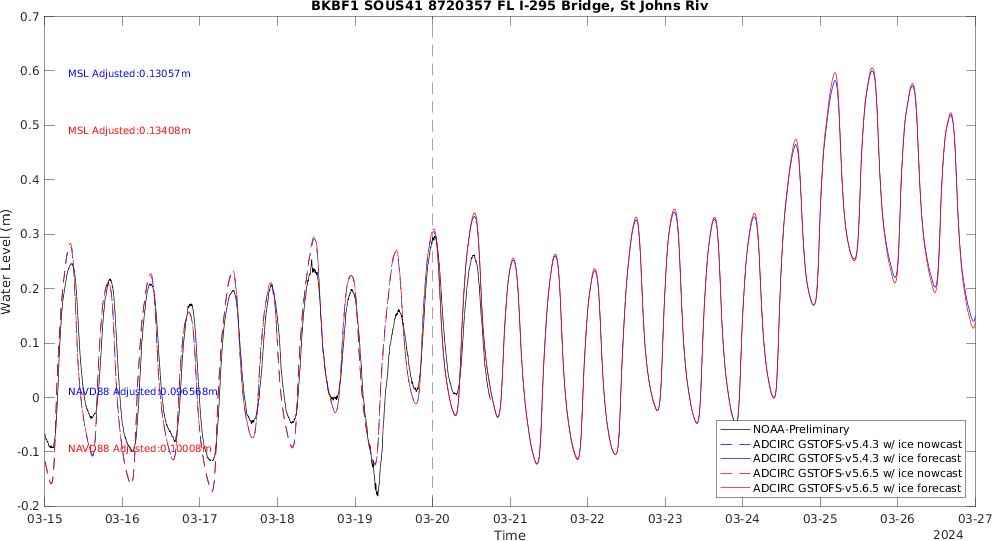 BKBF1 SOUS41 8720357 FL I-295 Bridge, St Johns Riv
0.7
0.6
0.5
0.4
0.3
0.2
0.1
0
-0.1
-0.2
Water Level (m)
MSL Adjusted:0.13057m
MSL Adjusted:0.13408m
NAVD88 Adjusted:0.096568m
NAVD88 Adjusted:0.10008m
NOAA-Preliminary
ADCIRC GSTOFS-v5.4.3 w/ ice nowcast
ADCIRC GSTOFS-v5.4.3 w/ ice forecast
ADCIRC GSTOFS-v5.6.5 w/ ice nowcast
ADCIRC GSTOFS-v5.6.5 w/ ice forecast
03-15 03-16 03-17 03-18 03-19 03-20 03-21 03-22 03-23 03-24 03-25 03-26 03-27
Time
2024